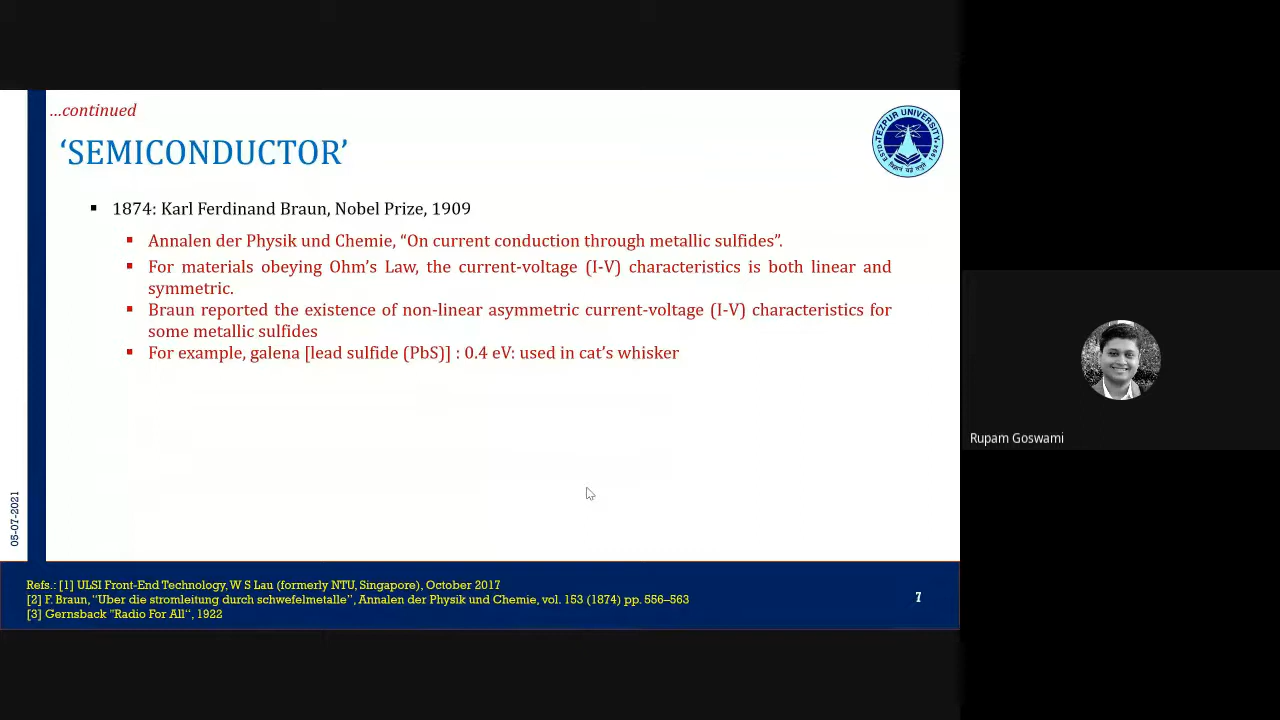 ...continued
‘SEMICONDUCTOR’
TEZPUR UNIVERSITY
▪ 1874: Karl Ferdinand Braun, Nobel Prize, 1909
▪ Annalen der Physik und Chemie, “On current conduction through metallic sulfides”.
▪ For materials obeying Ohm’s Law, the current-voltage (I-V) characteristics is both linear and
symmetric.
▪ Braun reported the existence of non-linear asymmetric current-voltage (I-V) characteristics for
some metallic sulfides
▪ For example, galena [lead sulfide (PbS)] : 0.4 eV: used in cat’s whisker
Rupam Goswami
05-07-2021
Refs.: [1] ULSI Front-End Technology, W S Lau (formerly NTU, Singapore), October 2017
[2] F. Braun, “Uber die stromleitung durch schwefelmetalle”, Annalen der Physik und Chemie, vol. 153 (1874) pp. 556–563
[3] Gernsback “Radio For All“, 1922
7